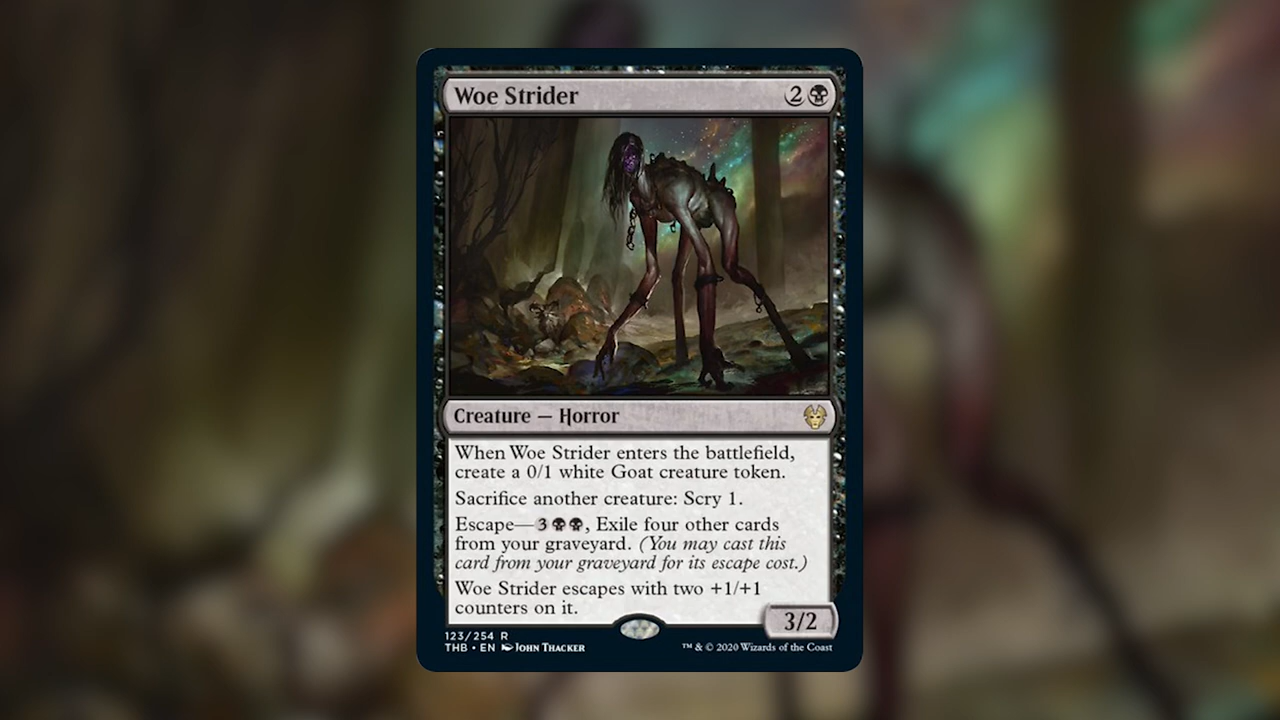 Woe Strider 2
Creature — Horror
When Woe Strider enters the battlefield,
create a 0/1 white Goat creature token.
Sacrifice another creature: Scry 1.
Escape—3, Exile four other cards
from your graveyard. (You may cast this
card from your graveyard for its escape cost.)
Woe Strider escapes with two +1/+1
counters on it.
3/2
123/254 R
THB • EN JOHN THACKER
™ & © 2020 Wizards of the Coast